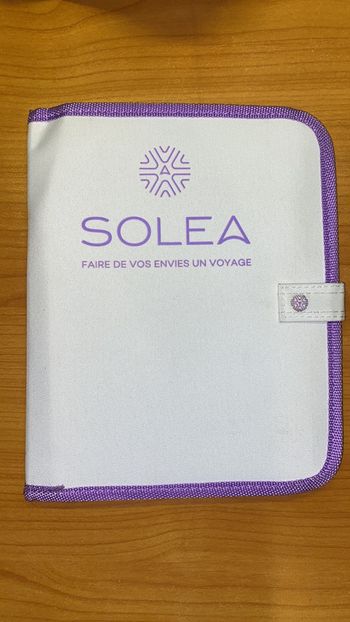 SOLEA
FAIRE DE VOS ENVIES UN VOYAGE